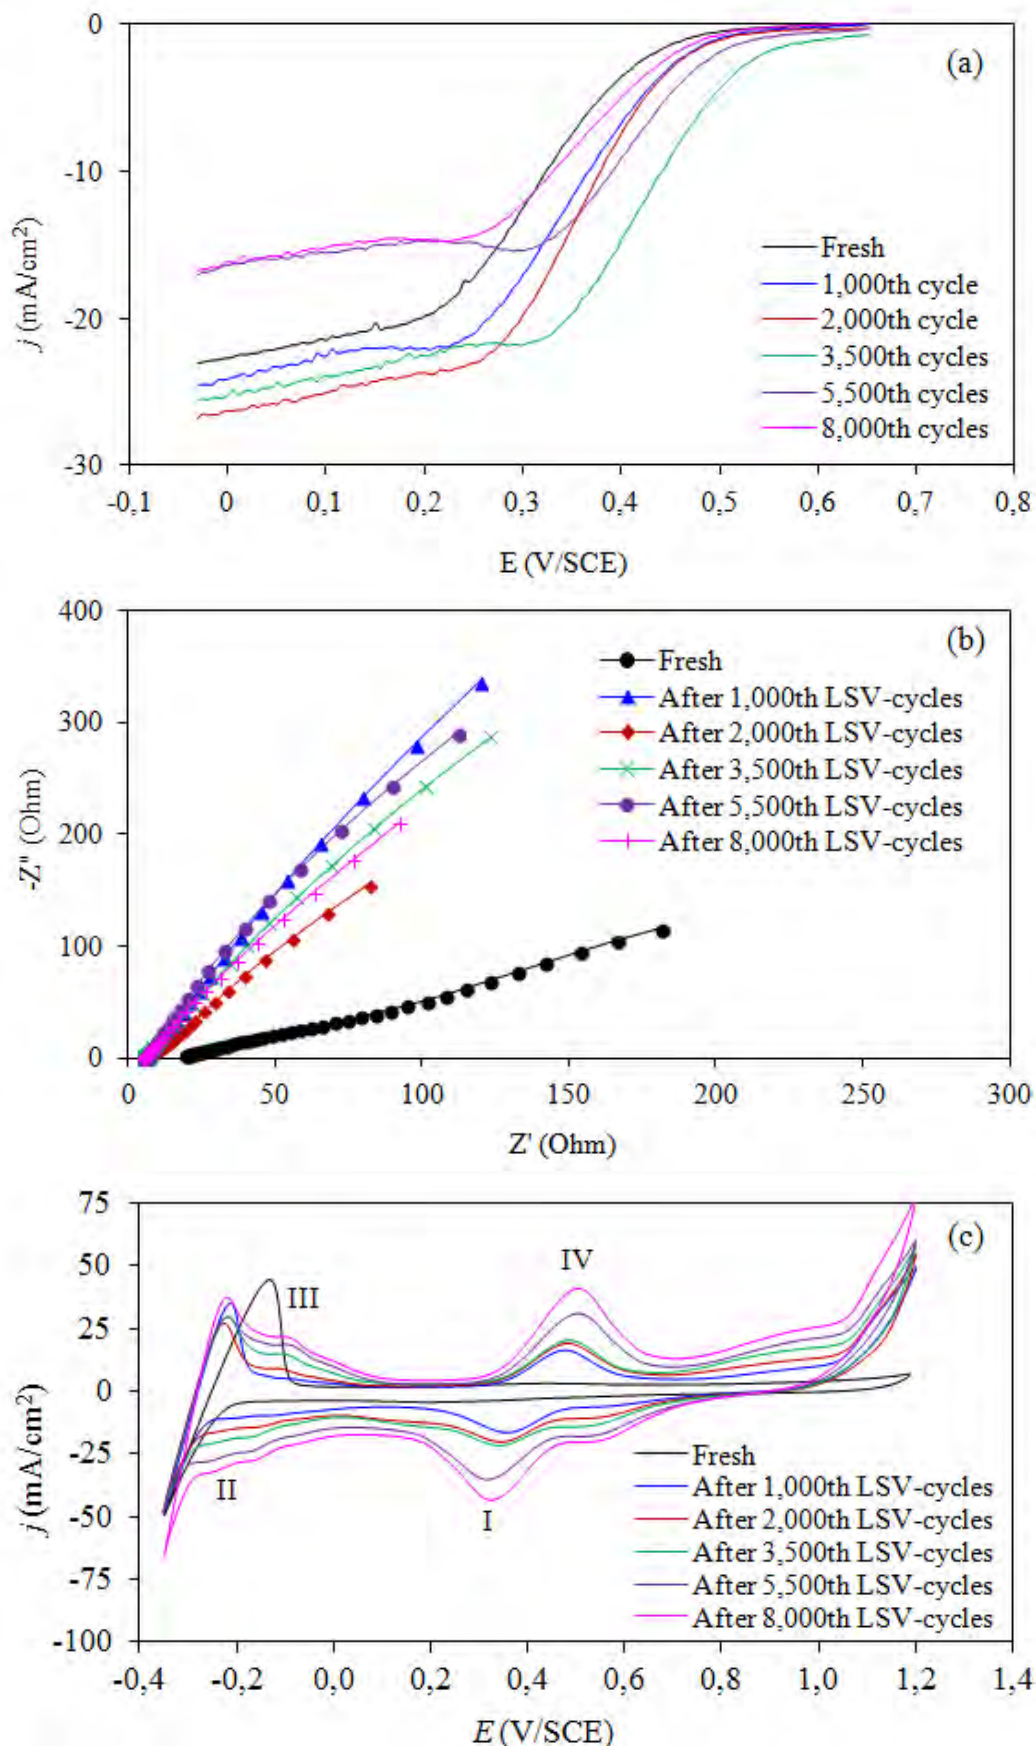 0
(a)
-10
j (mA/cm²)
Fresh
1,000th cycle
-20
2,000th cycle
3,500th cycles
5,500th cycles
8,000th cycles
-30
-0,1 0 0,1 0,2 0,3 0,4 0,5 0,6 0,7 0,8
E (V/SCE)
400
(b)
Fresh
After 1,000th LSV-cycles
300
After 2,000th LSV-cycles
After 3,500th LSV-cycles
After 5,500th LSV-cycles
200
After 8,000th LSV-cycles
-Z" (Ohm)
100
0
0 50 100 150 200 250 300
Z' (Ohm)
75
(c)
50
IV
III
25
0
j (mA/cm²)
-25
II
I
Fresh
After 1,000th LSV-cycles
-50
After 2,000th LSV-cycles
After 3,500th LSV-cycles
-75
After 5,500th LSV-cycles
After 8,000th LSV-cycles
-100
-0,4 -0,2 0,0 0,2 0,4 0,6 0,8 1,0 1,2 1,4
E (V/SCE)